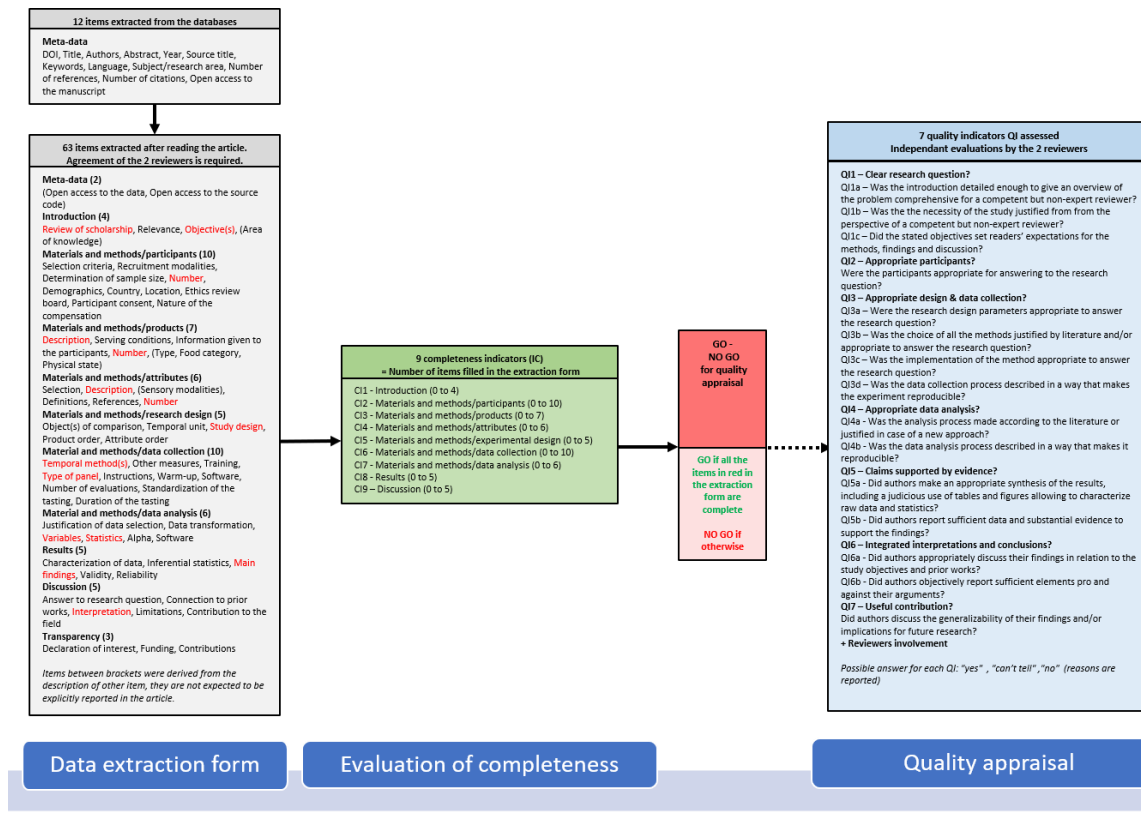 12 items extracted from the databases
Meta-data
DOI, Title, Authors, Abstract, Year, Source title,
Keywords, Language, Subject/research area, Number
of references, Number of citations, Open access to
the manuscript
63 items extracted after reading the article.
Agreement of the 2 reviewers is required.
Meta-data (2)
(Open access to the data, Open access to the source
code)
Introduction (4)
Review of scholarship, Relevance, Objective(s), (Area
of knowledge)
Materials and methods/participants (10)
Selection criteria, Recruitment modalities,
Determination of sample size, Number,
Demographics, Country, Location, Ethics review
board, Participant consent, Nature of the
compensation
Materials and methods/products (7)
Description, Serving conditions, Information given to
the participants, Number, (Type, Food category,
Physical state)
Materials and methods/attributes (6)
Selection, Description, (Sensory modalities),
Definitions, References, Number
Materials and methods/research design (5)
Object(s) of comparison, Temporal unit, Study design,
Product order, Attribute order
Material and methods/data collection (10)
Temporal method(s), Other measures, Training,
Type of panel, Instructions, Warm-up, Software,
Number of evaluations, Standardization of the
tasting, Duration of the tasting
Material and methods/data analysis (6)
Justification of data selection, Data transformation,
Variables, Statistics, Alpha, Software
Results (5)
Characterization of data, Inferential statistics, Main
findings, Validity, Reliability
Discussion (5)
Answer to research question, Connection to prior
works, Interpretation, Limitations, Contribution to the
field
Transparency (3)
Declaration of interest, Funding, Contributions
Items between brackets were derived from the
description of other item, they are not expected to be
explicitly reported in the article.
9 completeness indicators (IC)
= Number of items filled in the extraction form
CI1 - Introduction (0 to 4)
CI2 - Materials and methods/participants (0 to 10)
CI3 - Materials and methods/products (0 to 7)
CI4 - Materials and methods/attributes (0 to 6)
CI5 - Materials and methods/experimental design (0 to 5)
CI6 - Materials and methods/data collection (0 to 10)
CI7 - Materials and methods/data analysis (0 to 6)
CI8 - Results (0 to 5)
CI9 – Discussion (0 to 5)
GO -
NO GO
for quality
appraisal
GO if all the
items in red in
the extraction
form are
complete
NO GO if
otherwise
7 quality indicators QI assessed
Independant evaluations by the 2 reviewers
QI1 – Clear research question?
QI1a – Was the introduction detailed enough to give an overview of
the problem comprehensive for a competent but non-expert reviewer?
QI1b – Was the the necessity of the study justified from from the
perspective of a competent but non-expert reviewer?
QI1c – Did the stated objectives set readers' expectations for the
methods, findings and discussion?
QI2 – Appropriate participants?
Were the participants appropriate for answering to the research
question?
QI3 – Appropriate design & data collection?
QI3a – Were the research design parameters appropriate to answer
the research question?
QI3b – Was the choice of all the methods justified by literature and/or
appropriate to answer the research question?
QI3c – Was the implementation of the method appropriate to answer
the research question?
QI3d – Was the data collection process described in a way that makes
the experiment reproducible?
QI4 – Appropriate data analysis?
QI4a – Was the analysis process made according to the literature or
justified in case of a new approach?
QI4b – Was the data analysis process described in a way that makes it
reproducible?
QI5 – Claims supported by evidence?
QI5a – Did authors make an appropriate synthesis of the results,
including a judicious use of tables and figures allowing to characterize
raw data and statistics?
QI5b - Did authors report sufficient data and substantial evidence to
support the findings?
QI6 – Integrated interpretations and conclusions?
QI6a – Did authors appropriately discuss their findings in relation to the
study objectives and prior works?
QI6b - Did authors objectively report sufficient elements pro and
against their arguments?
QI7 – Useful contribution?
Did authors discuss the generalizability of their findings and/or
implications for future research?
+ Reviewers involvement
Possible answer for each QI: "yes" , "can't tell" ,"no" (reasons are
reported)
Data extraction form
Evaluation of completeness
Quality appraisal